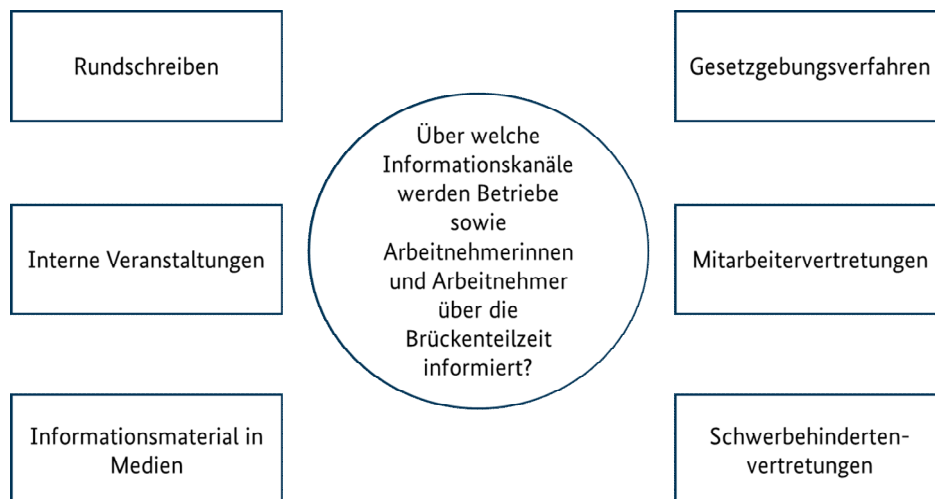 Rundschreiben
Gesetzgebungsverfahren
Über welche
Informationskanäle
werden Betriebe
sowie
Arbeitnehmerinnen
und Arbeitnehmer
über die
Brückenteilzeit
informiert?
Interne Veranstaltungen
Mitarbeitervertretungen
Informationsmaterial in
Medien
Schwerbehinderten-
vertretungen